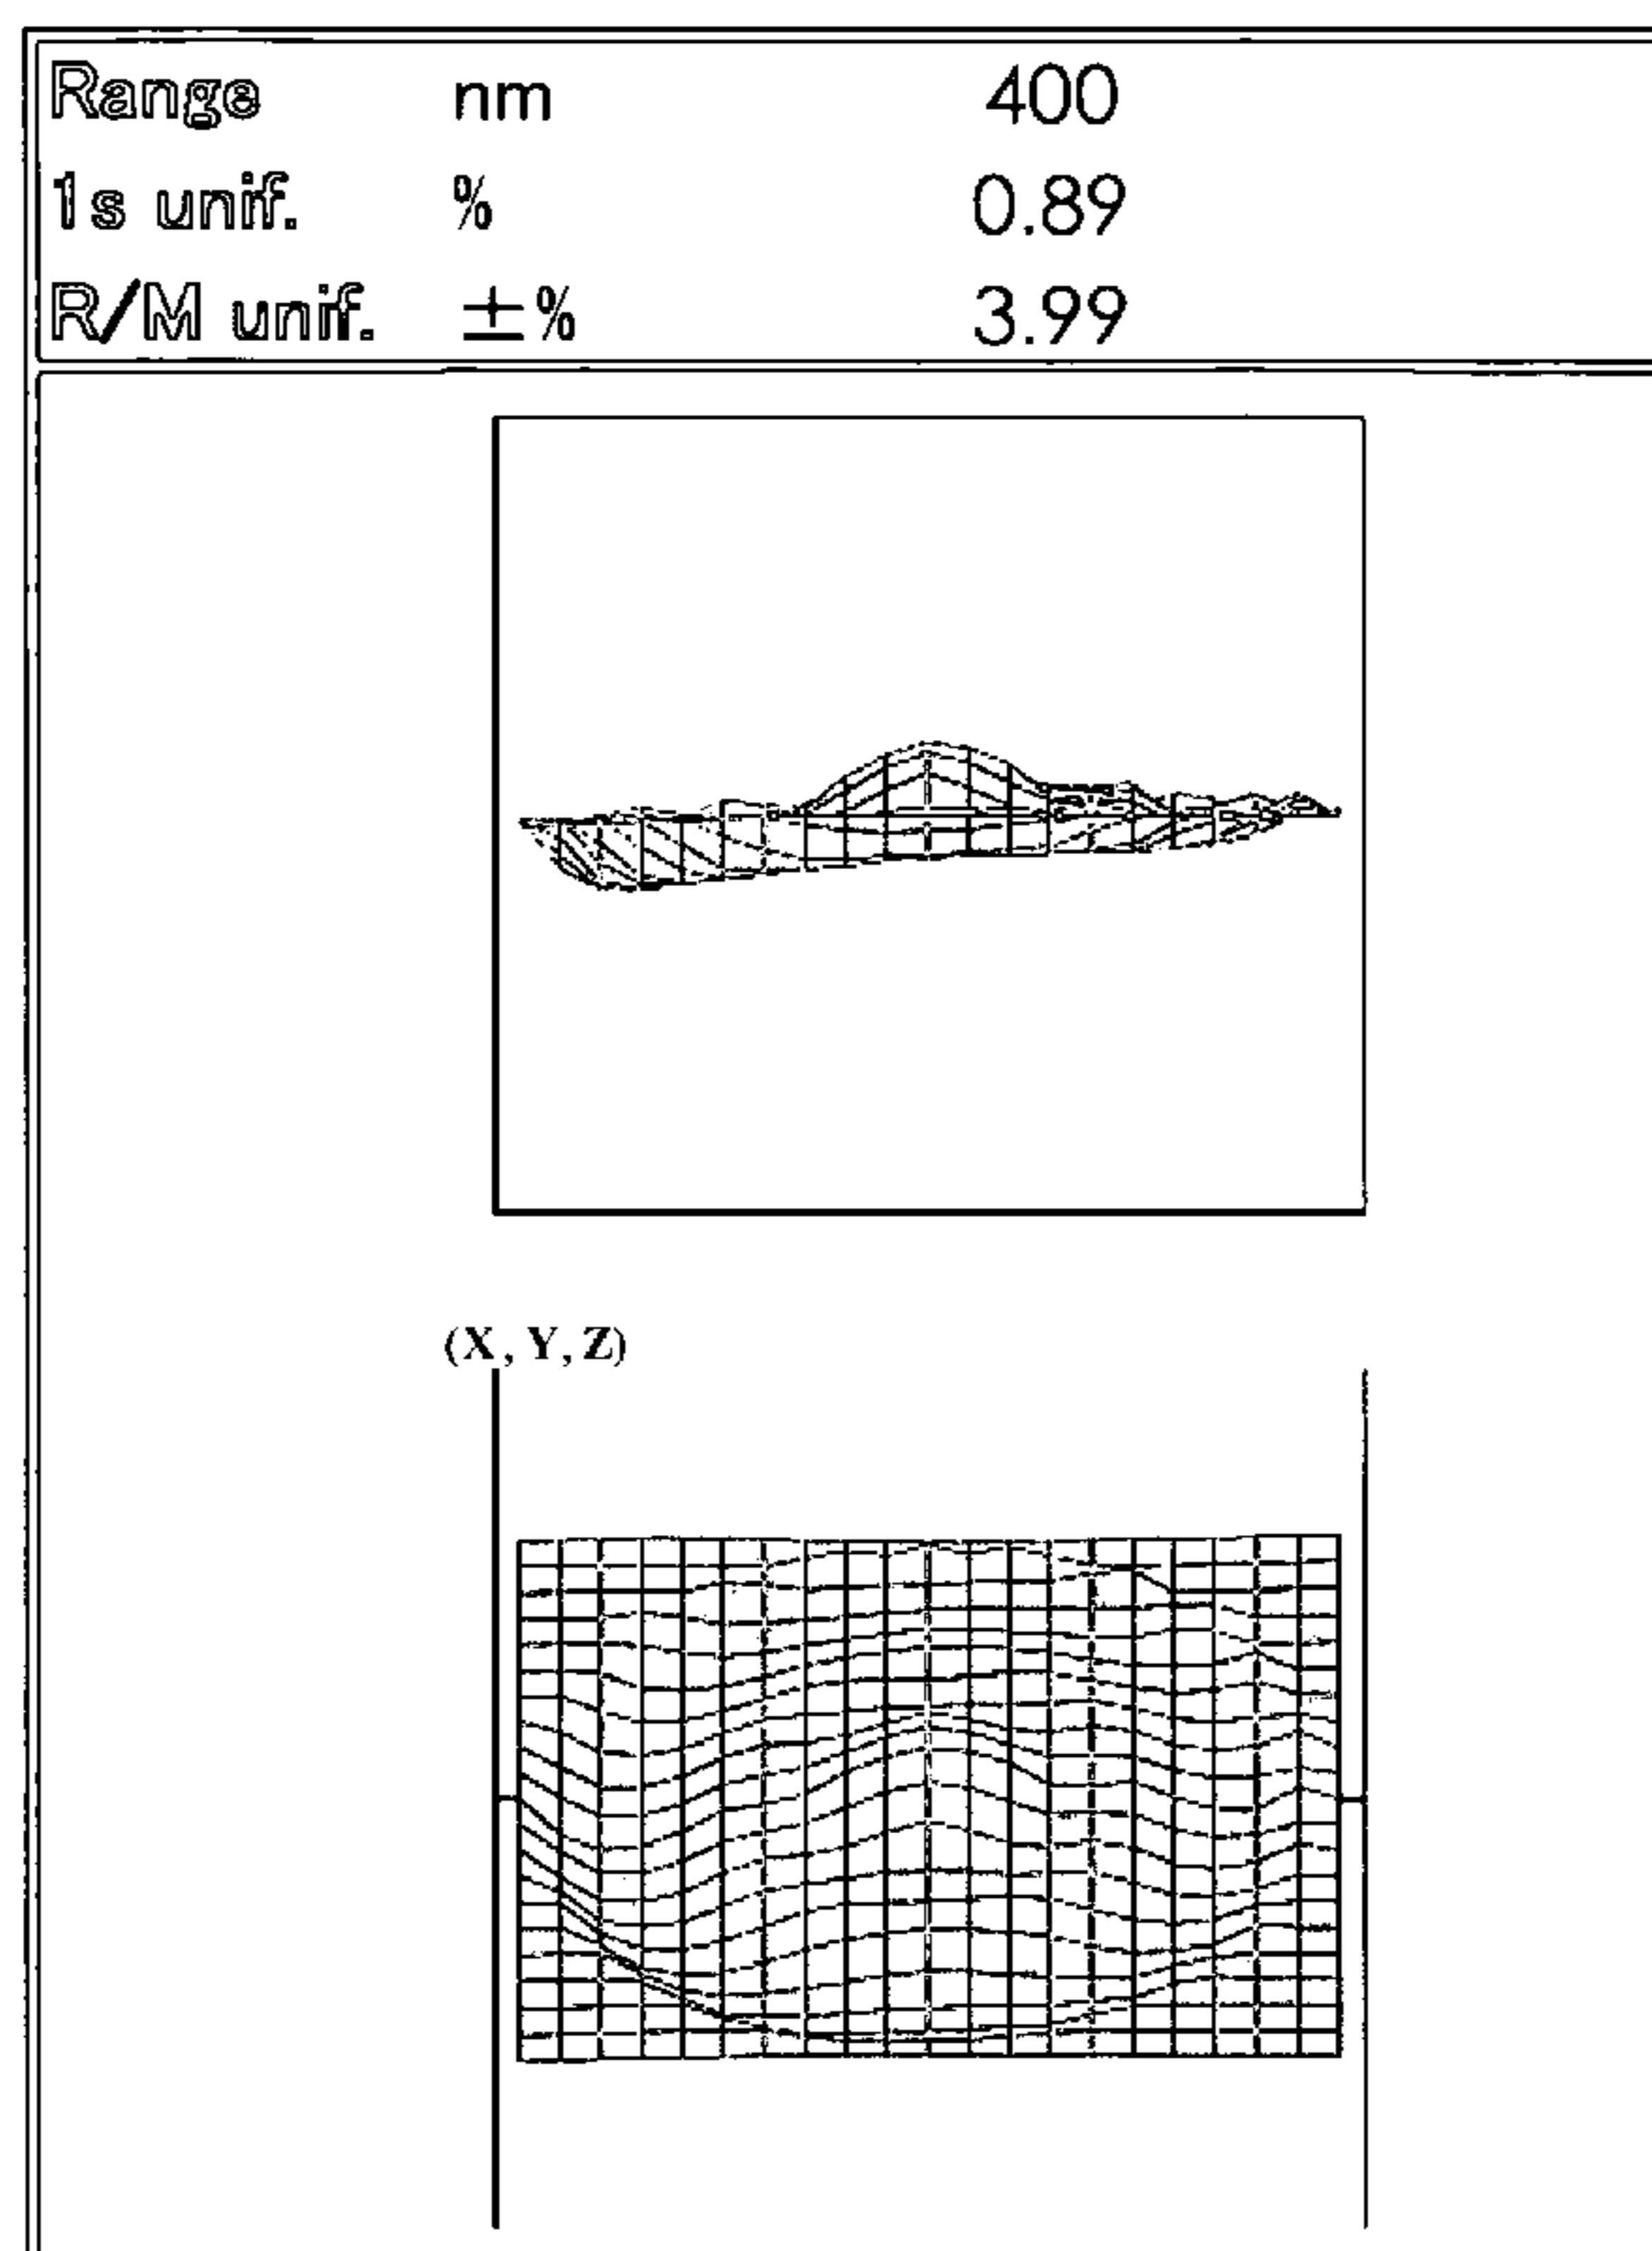 Range nm 400
1s unif. % 0.89
R/M unif. ±% 3.99
(X, Y, Z)